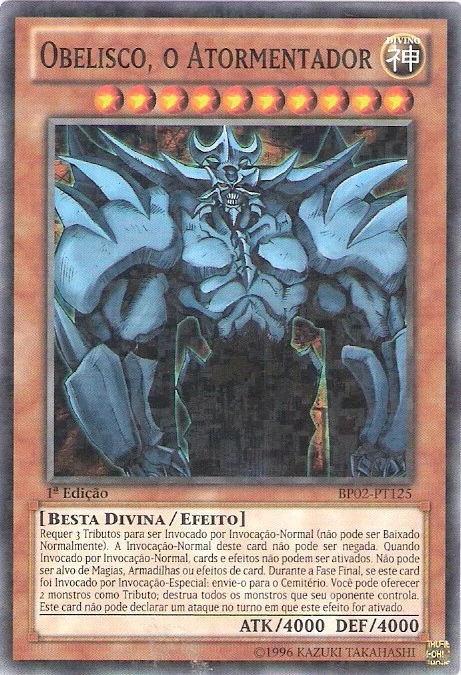 OBELISCO, O ATORMENTADOR
DIVINO
神
1ª Edição
BP02-PT125
[BESTA DIVINA/EFEITO]
Requer 3 Tributos para ser Invocado por Invocação-Normal (não pode ser Baixado
Normalmente). A Invocação-Normal deste card não pode ser negada. Quando
Invocado por Invocação-Normal, cards e efeitos não podem ser ativados. Não pode
ser alvo de Magias, Armadilhas ou efeitos de card. Durante a Fase Final, se este card
foi Invocado por Invocação-Especial: envie-o para o Cemitério. Você pode oferecer
2 monstros como Tributo; destrua todos os monstros que seu oponente controla.
Este card não pode declarar um ataque no turno em que este efeito for ativado.
ATK/4000 DEF/4000
©1996 KAZUKI TAKAHASHI